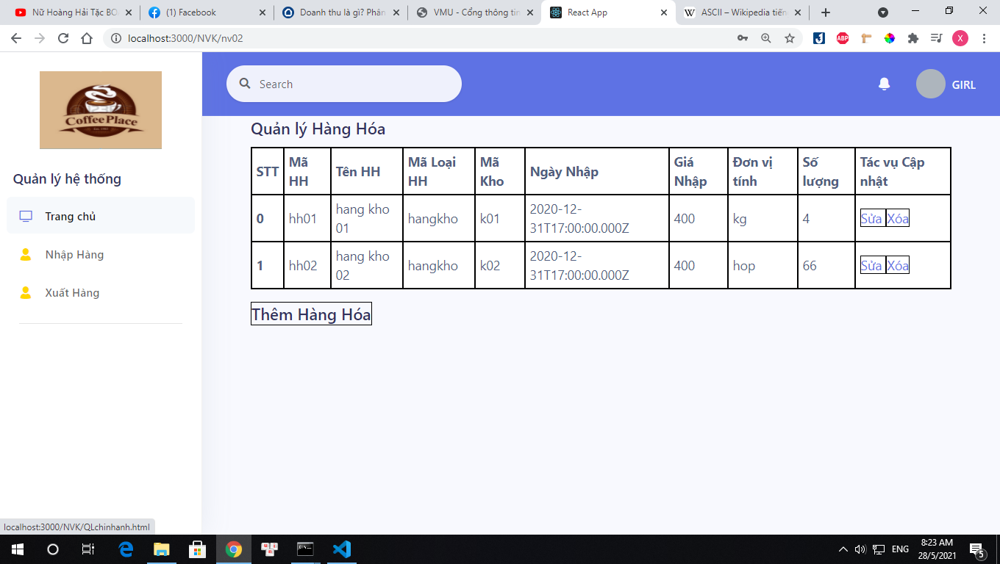 Nữ Hoàng Hải Tặc BO
(1) Facebook
Doanh thu là gì? Phân
VMU - Cổng thông tin
React App
ASCII – Wikipedia tiến
localhost:3000/NVK/nv02
ABP
X
Coffee Place
Search
GIRL
Quản lý hệ thống
Trang chủ
Nhập Hàng
Xuất Hàng
Quản lý Hàng Hóa
STT Mã HH Tên HH Mã Loại HH Mã Kho Ngày Nhập Giá Nhập Đơn vị tính Số lượng Tác vụ Cập nhật
0 hh01 hang kho 01 hangkho k01 2020-12-31T17:00:00.000Z 400 kg 4 Sửa Xóa
1 hh02 hang kho 02 hangkho k02 2020-12-31T17:00:00.000Z 400 hop 66 Sửa Xóa
Thêm Hàng Hóa
localhost:3000/NVK/QLchinhanh.html
ENG
8:23 AM
28/5/2021
5